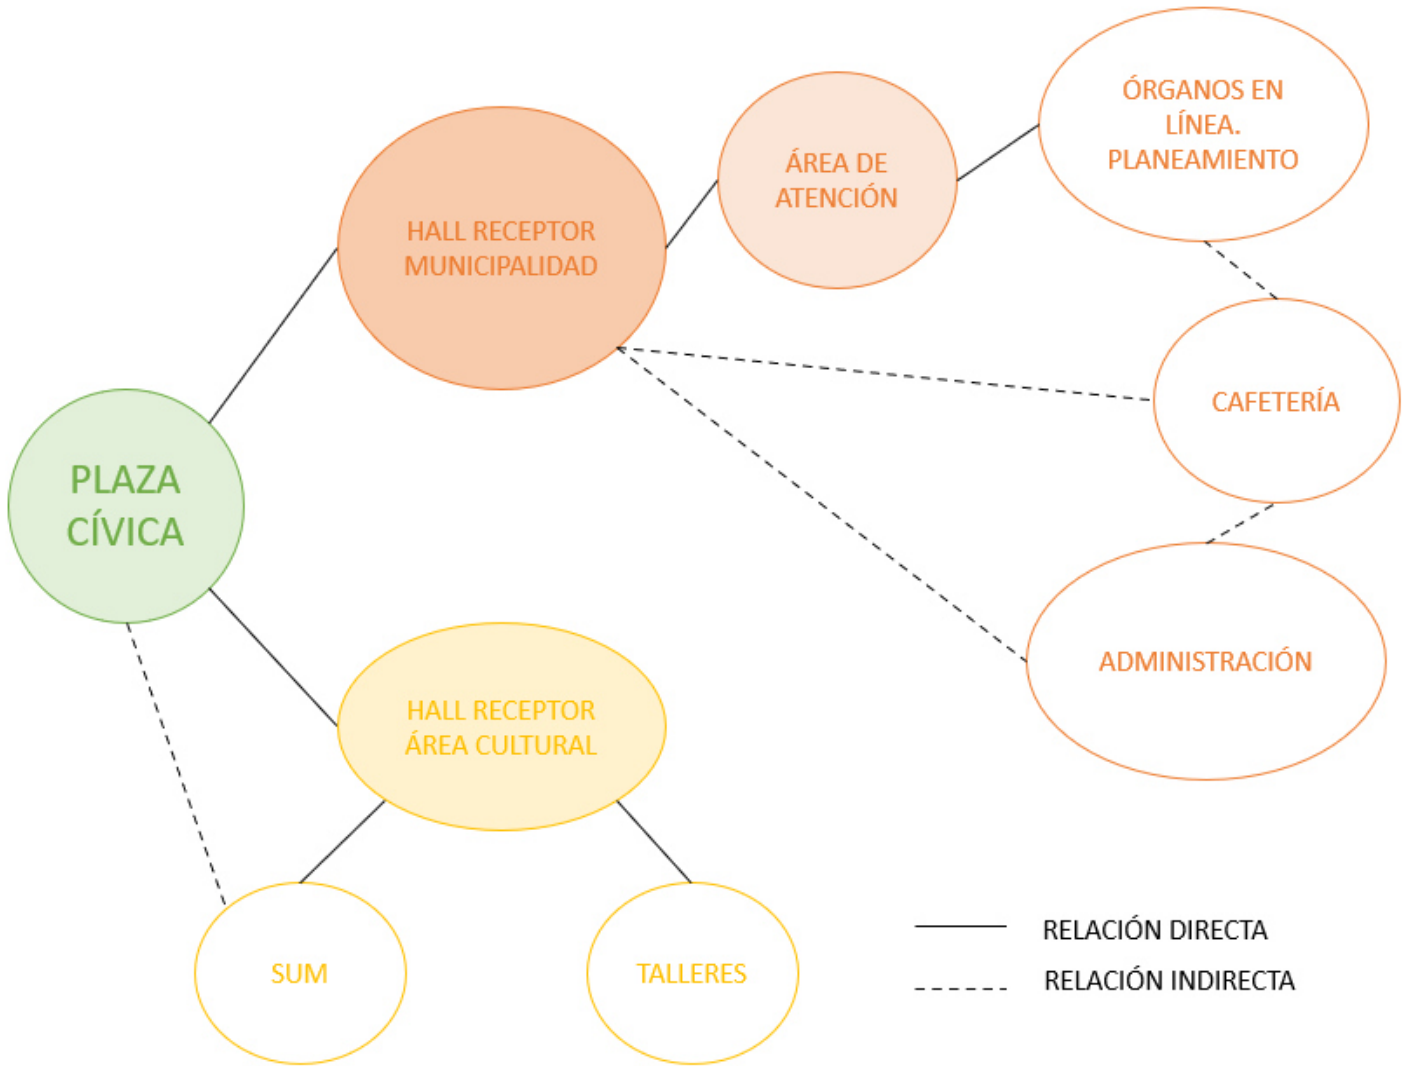 ÓRGANOS EN
LÍNEA.
PLANEAMIENTO
ÁREA DE
ATENCIÓN
HALL RECEPTOR
MUNICIPALIDAD
CAFETERÍA
PLAZA
CÍVICA
ADMINISTRACIÓN
HALL RECEPTOR
ÁREA CULTURAL
SUM
TALLERES
RELACIÓN DIRECTA
RELACIÓN INDIRECTA